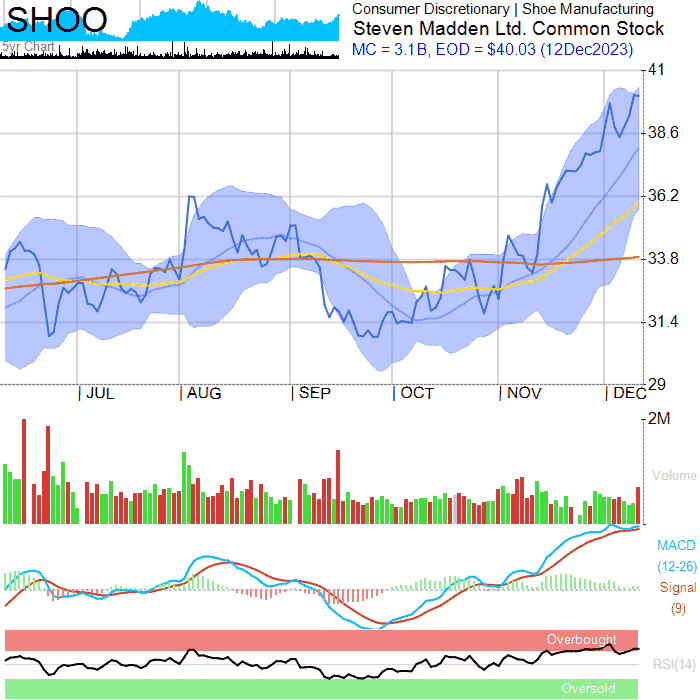 SHOO
5yr Chart
Consumer Discretionary | Shoe Manufacturing
Steven Madden Ltd. Common Stock
MC = 3.1B, EOD = $40.03 (12Dec2023)
41
38.6
36.2
33.8
31.4
29
| JUL | AUG | SEP | OCT | NOV | DEC
2M
Volume
MACD
(12-26)
Signal
(9)
Overbought
RSI(14)
Oversold